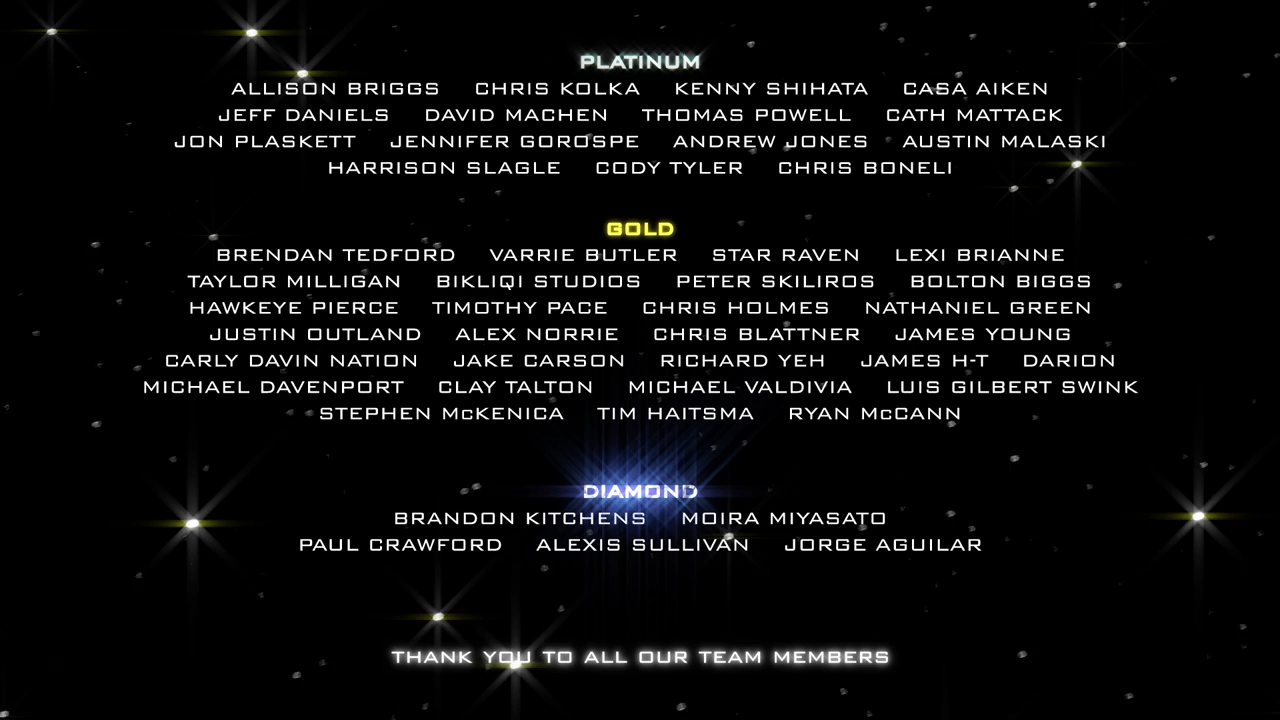 PLATINUM
ALLISON BRIGGS CHRIS KOLKA KENNY SHIHATA CASA AIKEN
JEFF DANIELS DAVID MACHEN THOMAS POWELL CATH MATTACK
JON PLASKETT JENNIFER GOROSPE ANDREW JONES AUSTIN MALASKI
HARRISON SLAGLE CODY TYLER CHRIS BONELI
GOLD
BRENDAN TEDFORD VARRIE BUTLER STAR RAVEN LEXI BRIANNE
TAYLOR MILLIGAN BIKLIQI STUDIOS PETER SKILIROS BOLTON BIGGS
HAWKEYE PIERCE TIMOTHY PACE CHRIS HOLMES NATHANIEL GREEN
JUSTIN OUTLAND ALEX NORRIE CHRIS BLATTNER JAMES YOUNG
CARLY DAVIN NATION JAKE CARSON RICHARD YEH JAMES H-T DARION
MICHAEL DAVENPORT CLAY TALTON MICHAEL VALDIVIA LUIS GILBERT SWINK
STEPHEN McKENICA TIM HAITSMA RYAN McCANN
DIAMOND
BRANDON KITCHENS MOIRA MIYASATO
PAUL CRAWFORD ALEXIS SULLIVAN JORGE AGUILAR
THANK YOU TO ALL OUR TEAM MEMBERS